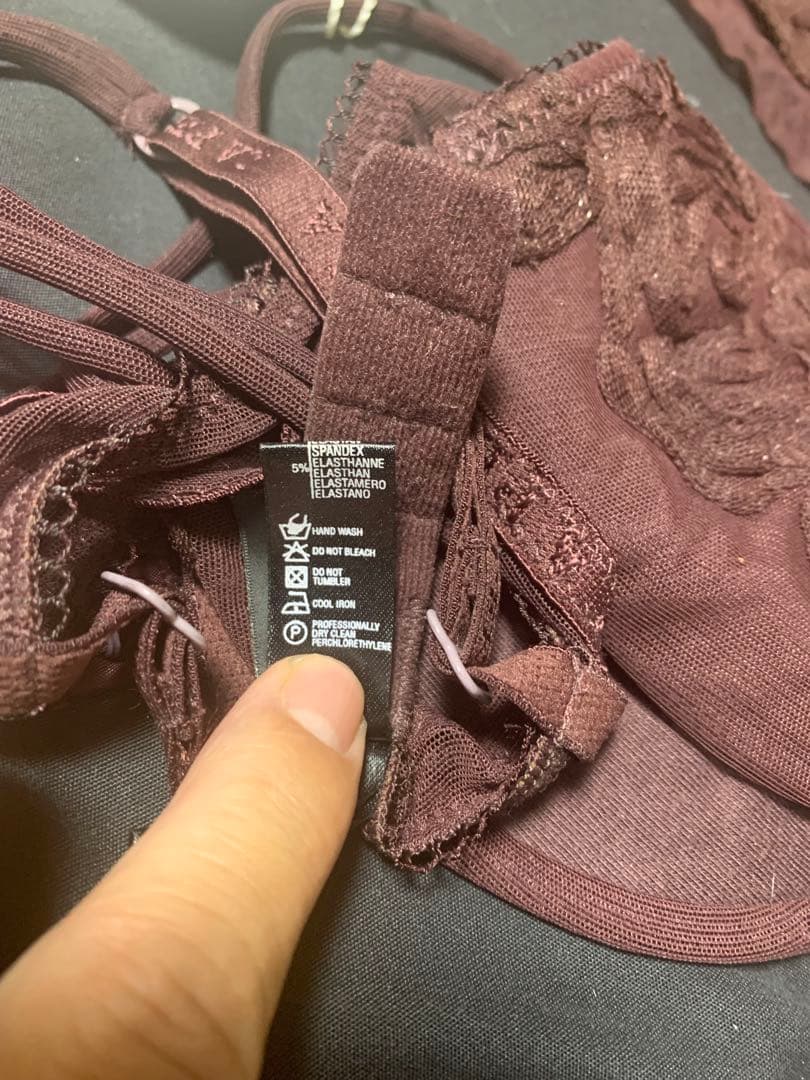 SPANDEX
5% ELASTHANNE
ELASTHAN
ELASTAMERO
ELASTANO
HAND WASH
DO NOT BLEACH
DO NOT
TUMBLER
COOL IRON
P PROFESSIONALLY
DRY CLEAN
PERCHLORETHYLENE